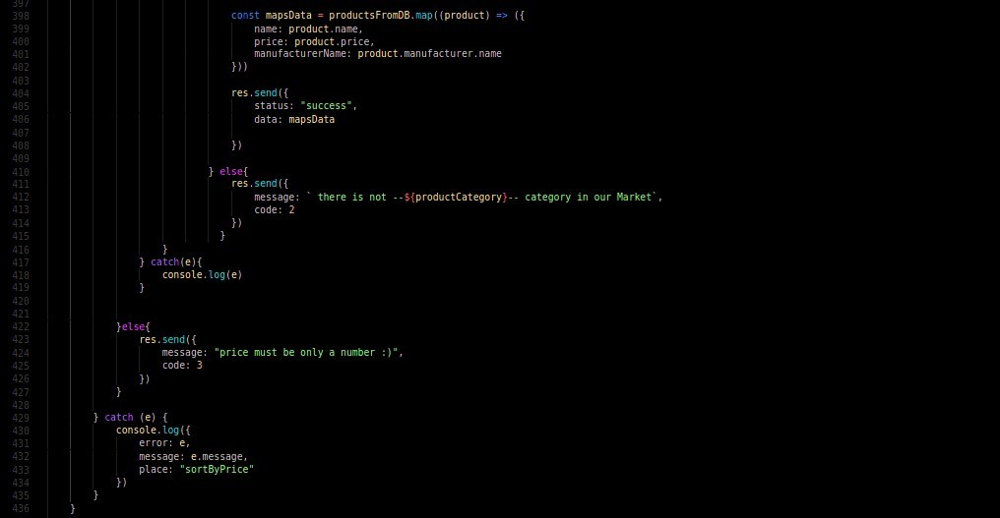 397
398 const mapsData = productsFromDB.map((product) => ({
399 name: product.name,
400 price: product.price,
401 manufacturerName: product.manufacturer.name
402 }))
403
404 res.send({
405 status: "success",
406 data: mapsData
407
408 })
409
410 } else{
411 res.send({
412 message: ` there is not --${productCategory}-- category in our Market`,
413 code: 2
414 })
415 }
416 }
417 } catch(e){
418 console.log(e)
419 }
420
421
422 }else{
423 res.send({
424 message: "price must be only a number :)",
425 code: 3
426 })
427 }
428
429 } catch (e) {
430 console.log({
431 error: e,
432 message: e.message,
433 place: "sortByPrice"
434 })
435 }
436 }